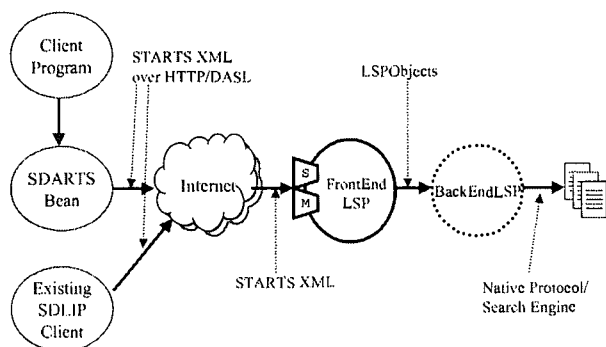 Client
Program
STARTS XML
over HTTP/DASL
LSPObjects
SDARTS
Bean
Internet
S
M
FrontEnd
LSP
BackEndLSP
Existing
SDLIP
Client
STARTS XML
Native Protocol/
Search Engine